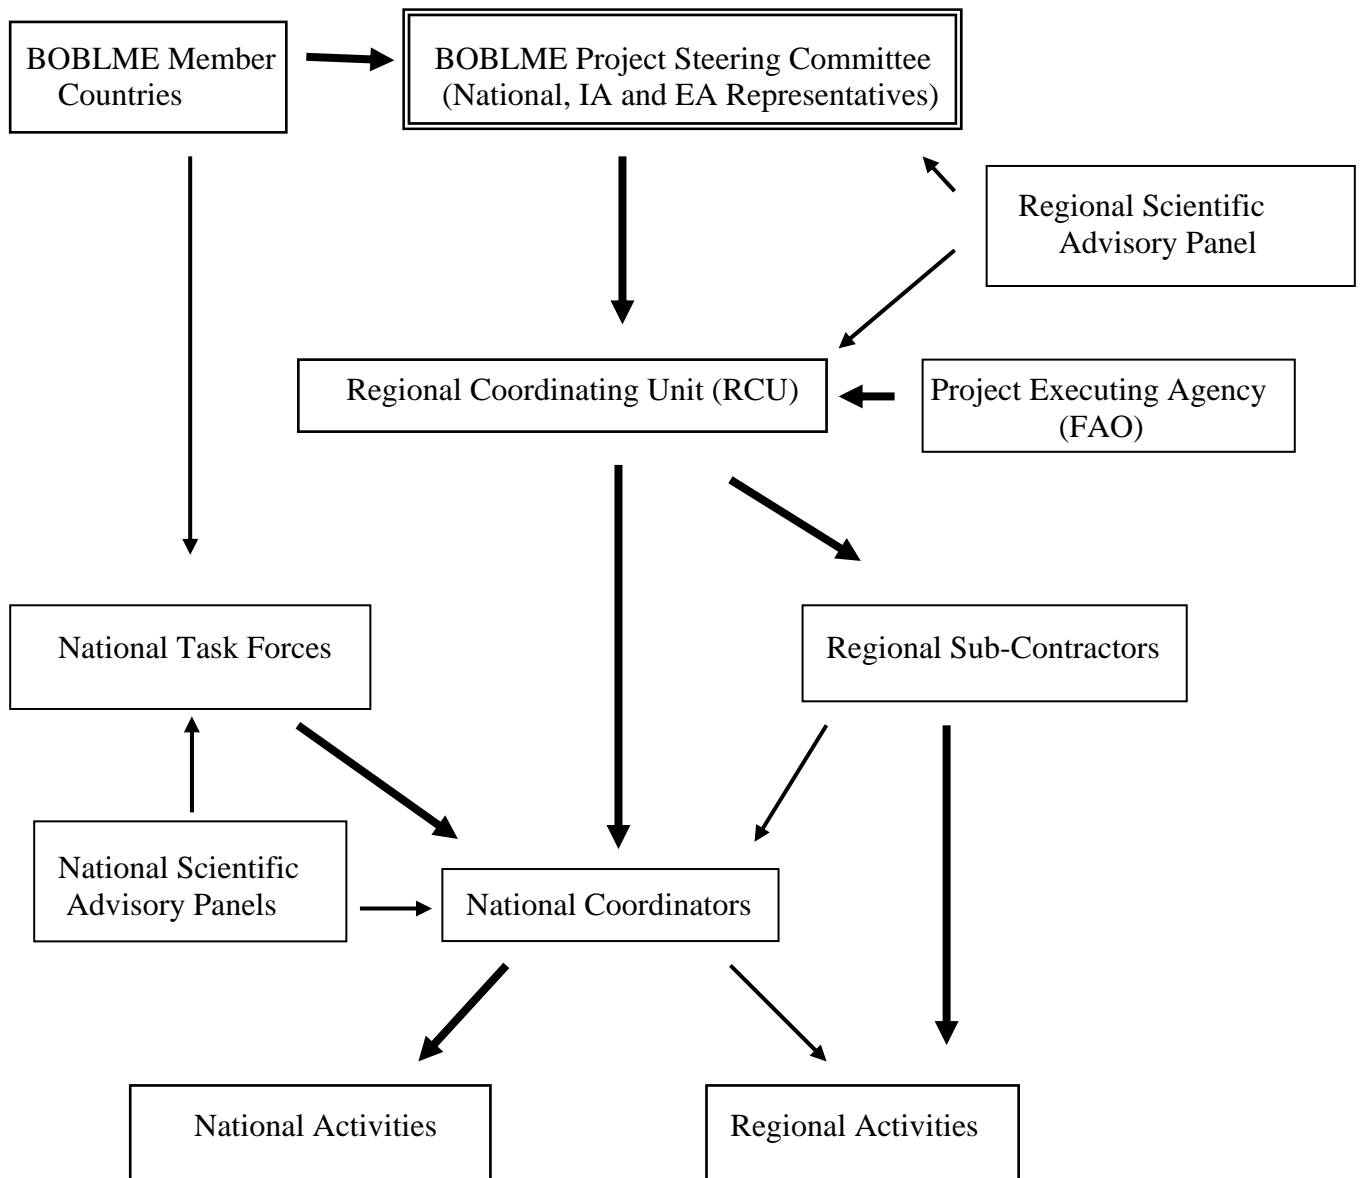 BOBLME Member
Countries
BOBLME Project Steering Committee
(National, IA and EA Representatives)
Regional Scientific
Advisory Panel
Regional Coordinating Unit (RCU)
Project Executing Agency
(FAO)
National Task Forces
Regional Sub-Contractors
National Scientific
Advisory Panels
National Coordinators
National Activities
Regional Activities